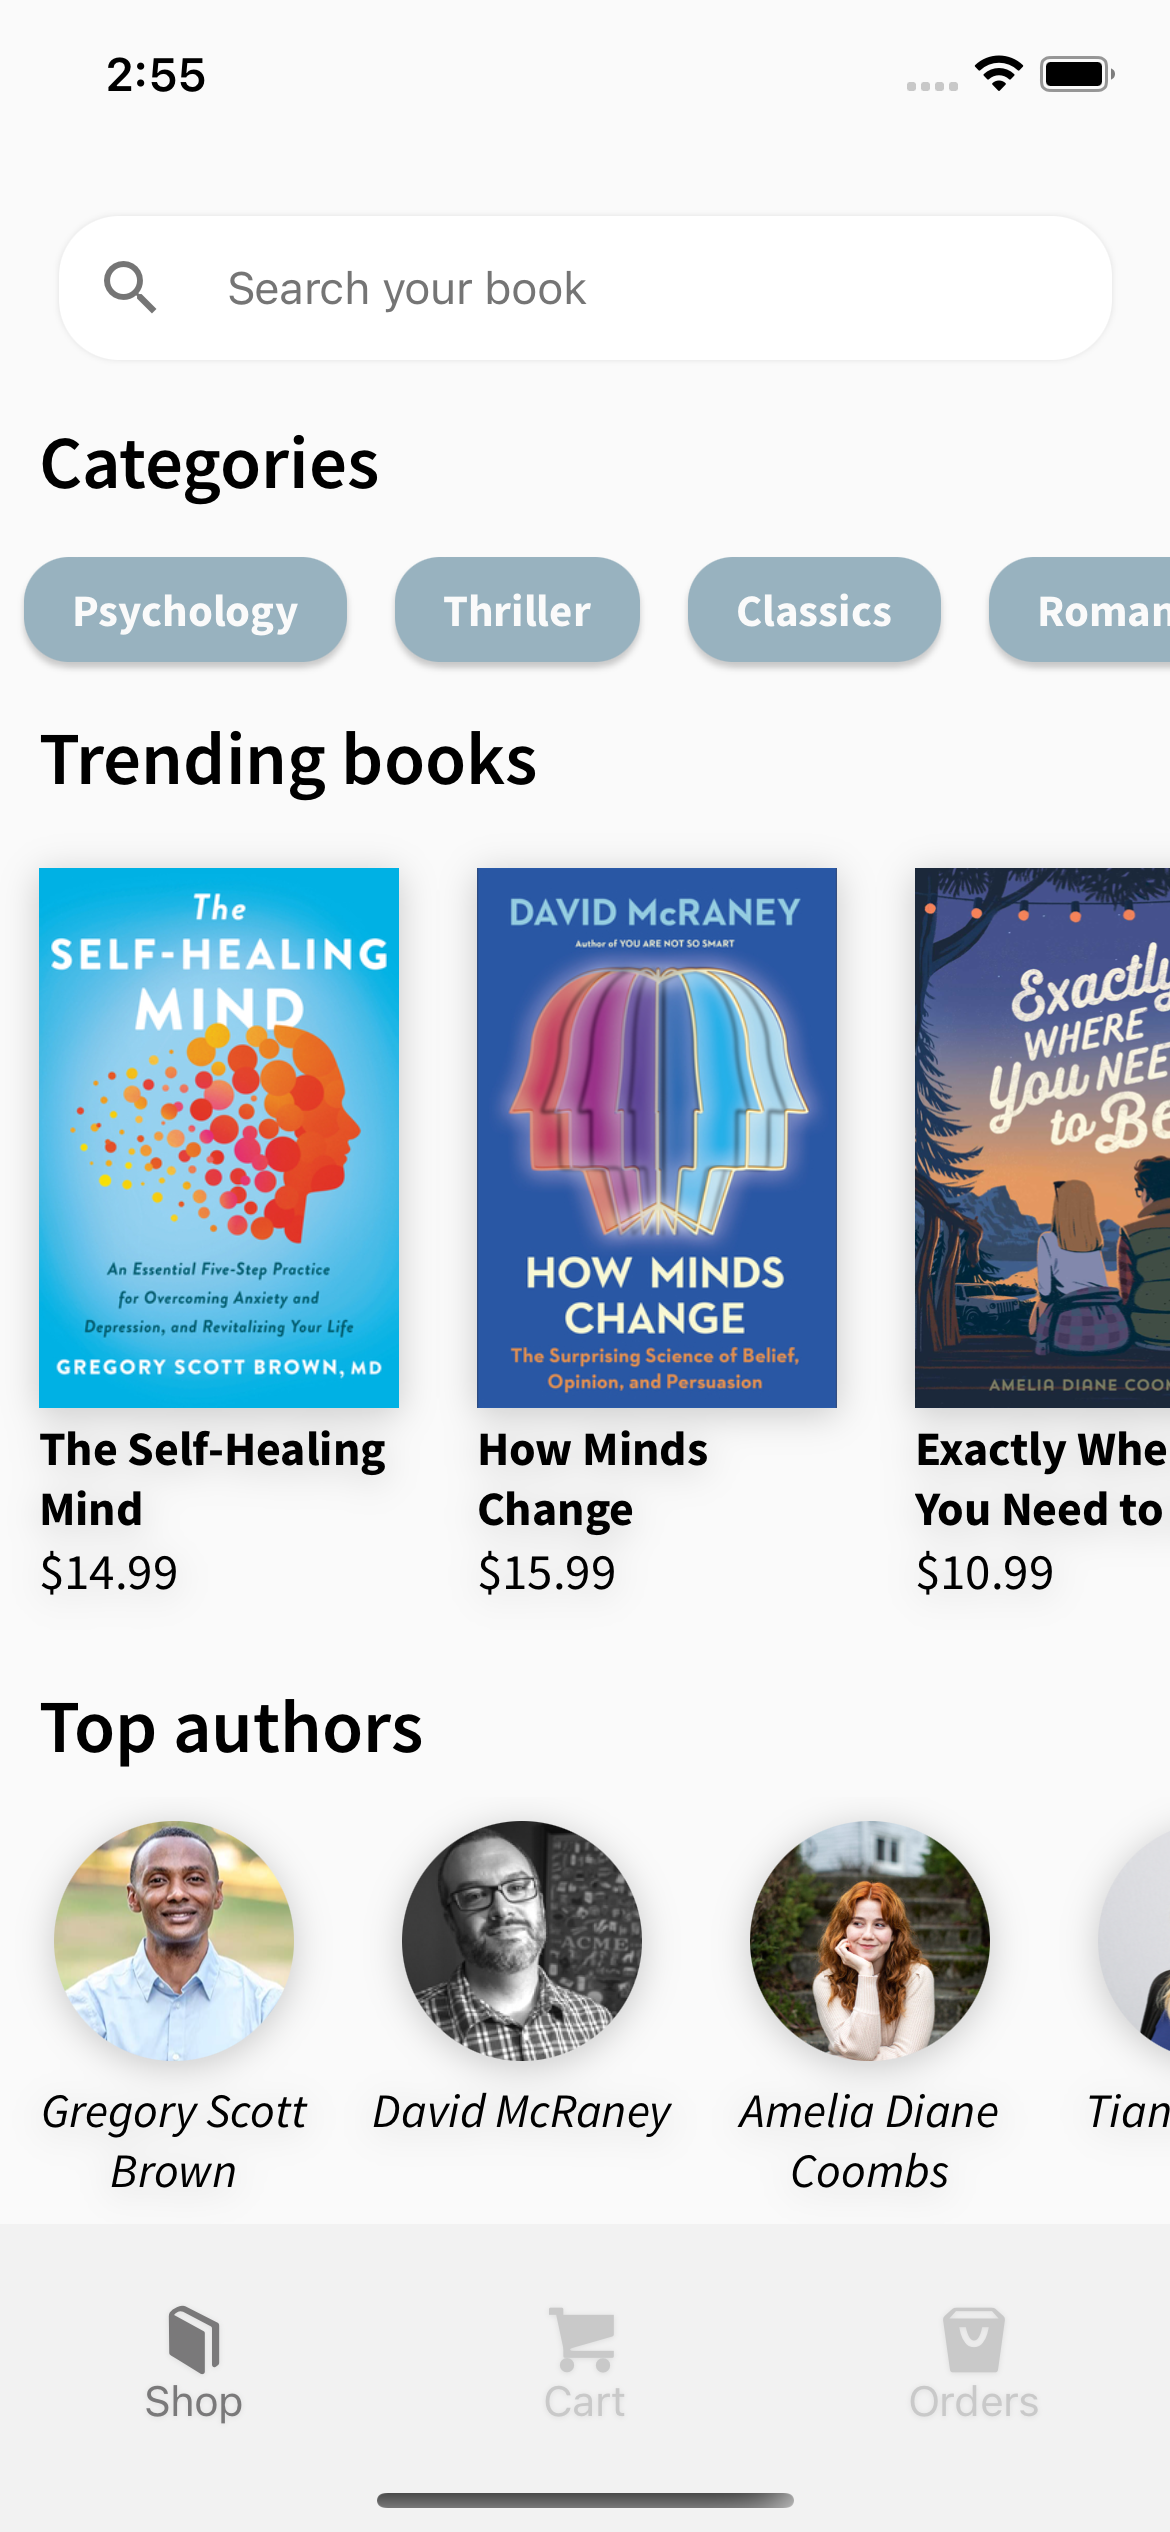 2:55
Search your book
Categories
Psychology
Thriller
Classics
Roman
Trending books
The
SELF-HEALING
MIND
An Essential Five-Step Practice
for Overcoming Anxiety and
Depression, and Revitalizing Your Life
GREGORY SCOTT BROWN, MD
DAVID McRANEY
Author of YOU ARE NOT SO SMART
HOW MINDS
CHANGE
The Surprising Science of Belief,
Opinion, and Persuasion
Exactly
WHERE
You NEE
to Be
AMELIA DIANE COOM
The Self-Healing
Mind
$14.99
How Minds
Change
$15.99
Exactly Whe
You Need to
$10.99
Top authors
ACME
Gregory Scott
Brown
David McRaney
Amelia Diane
Coombs
Tian
Shop
Cart
Orders